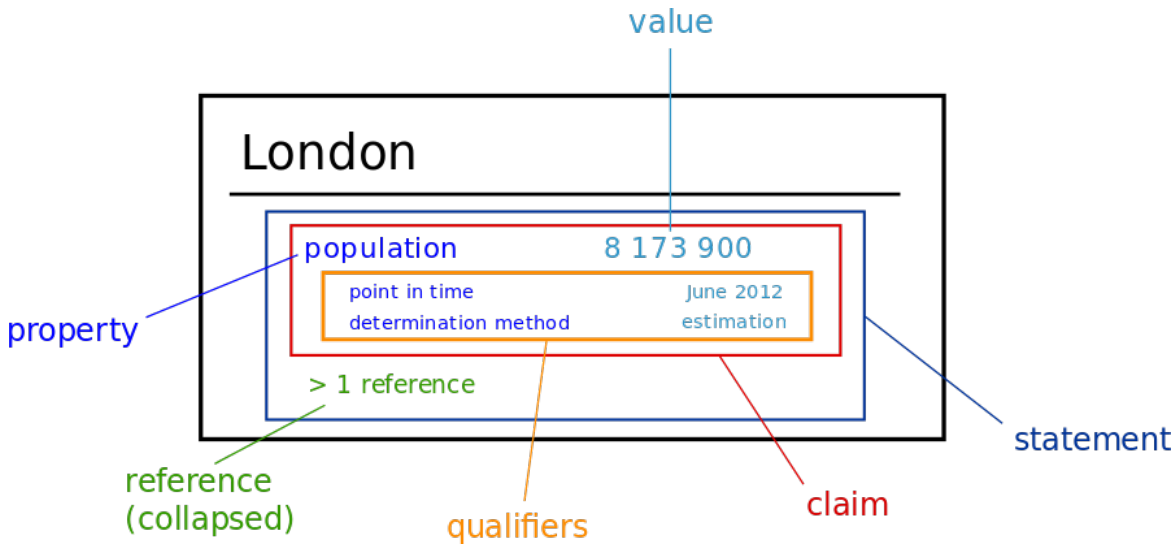 value
London
population 8 173 900
point in time June 2012
determination method estimation
property
> 1 reference
statement
reference
(collapsed)
claim
qualifiers